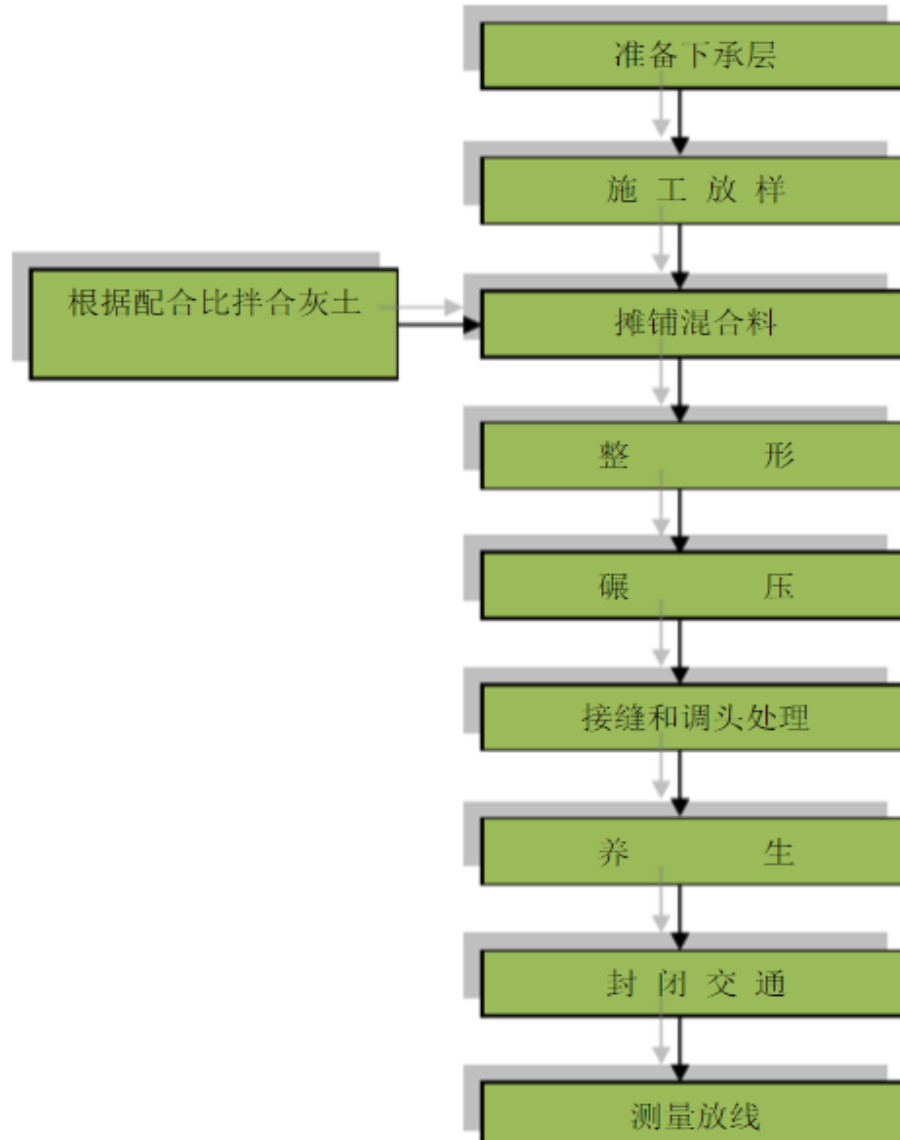 准备下承层
施 工 放 样
根据配合比拌合灰土
摊铺混合料
整 形
碾 压
接缝和调头处理
养 生
封 闭 交 通
测量放线